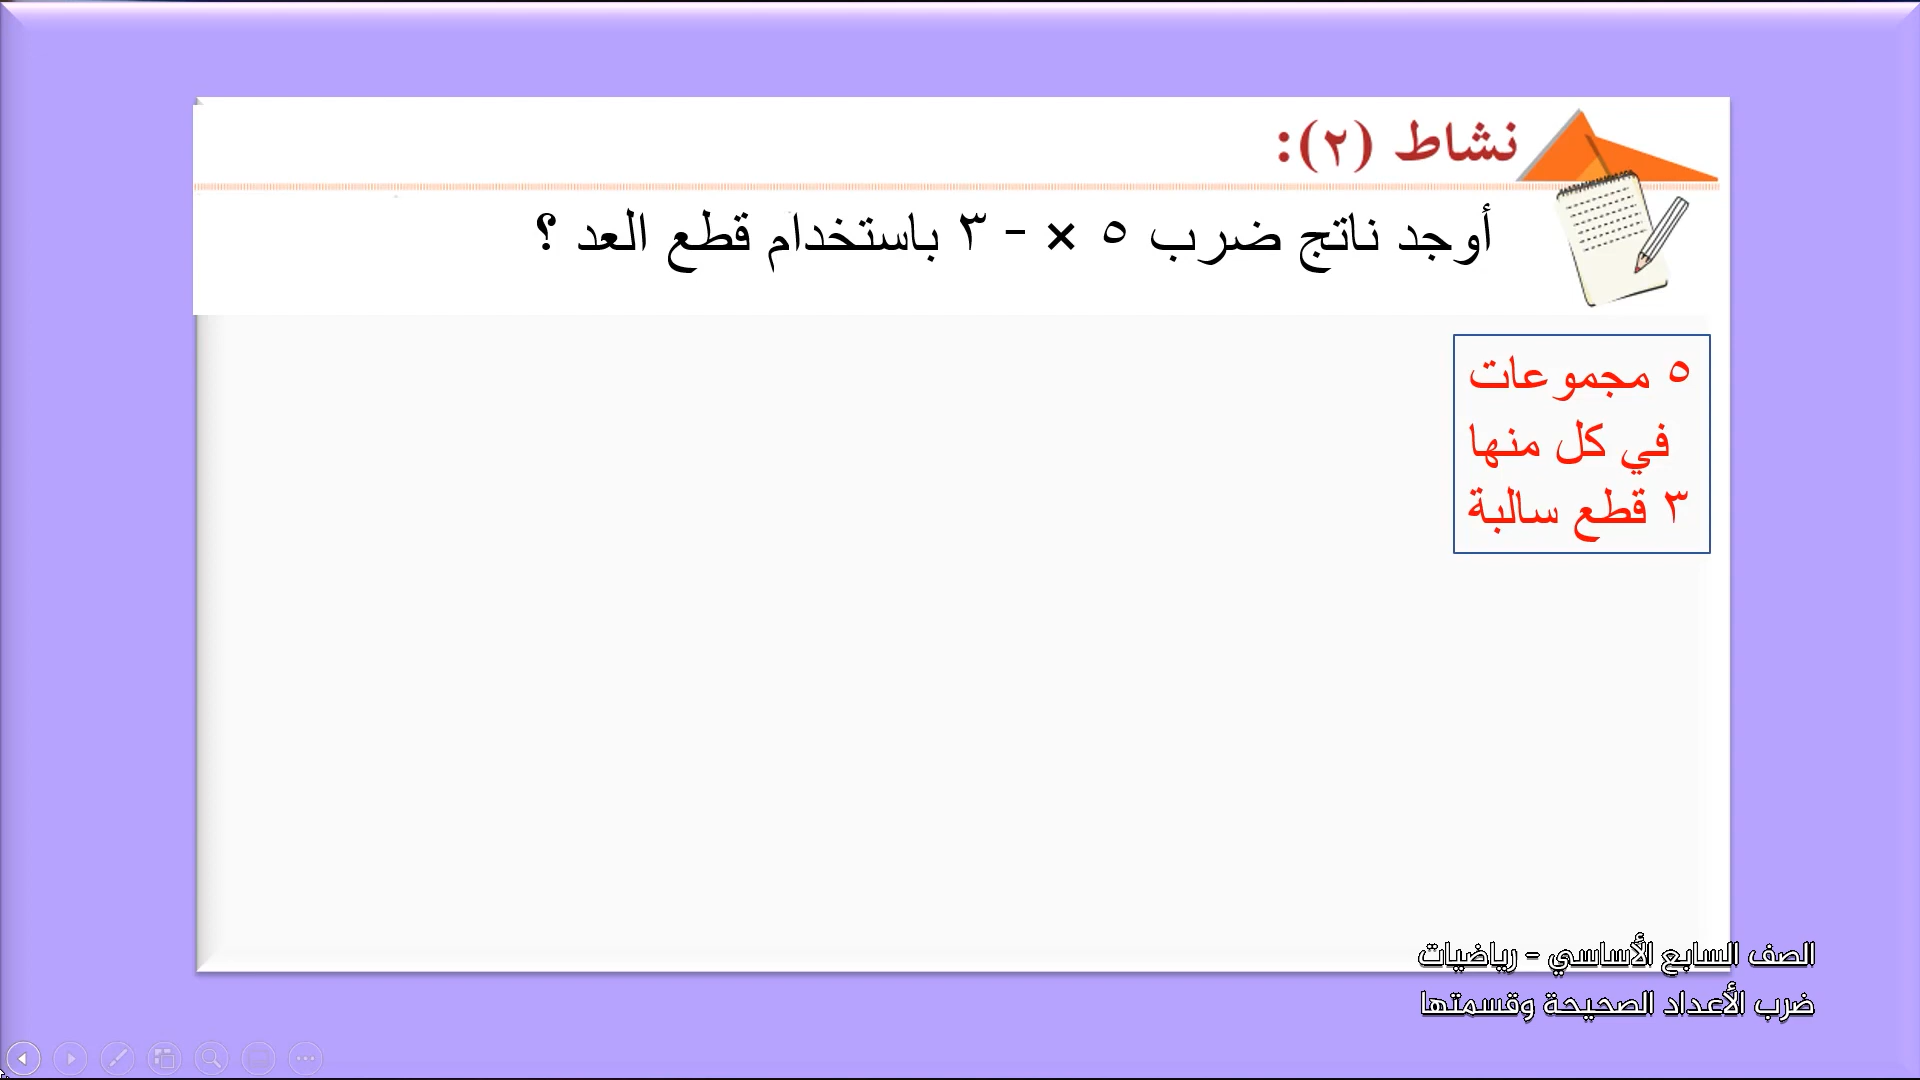 نشاط (٢):
أوجد ناتج ضرب ٥ × - ٣ باستخدام قطع العد ؟
٥ مجموعات
في كل منها
٣ قطع سالبة
الصف السابع الأساسي - رياضيات
ضرب الأعداد الصحيحة وقسمتها